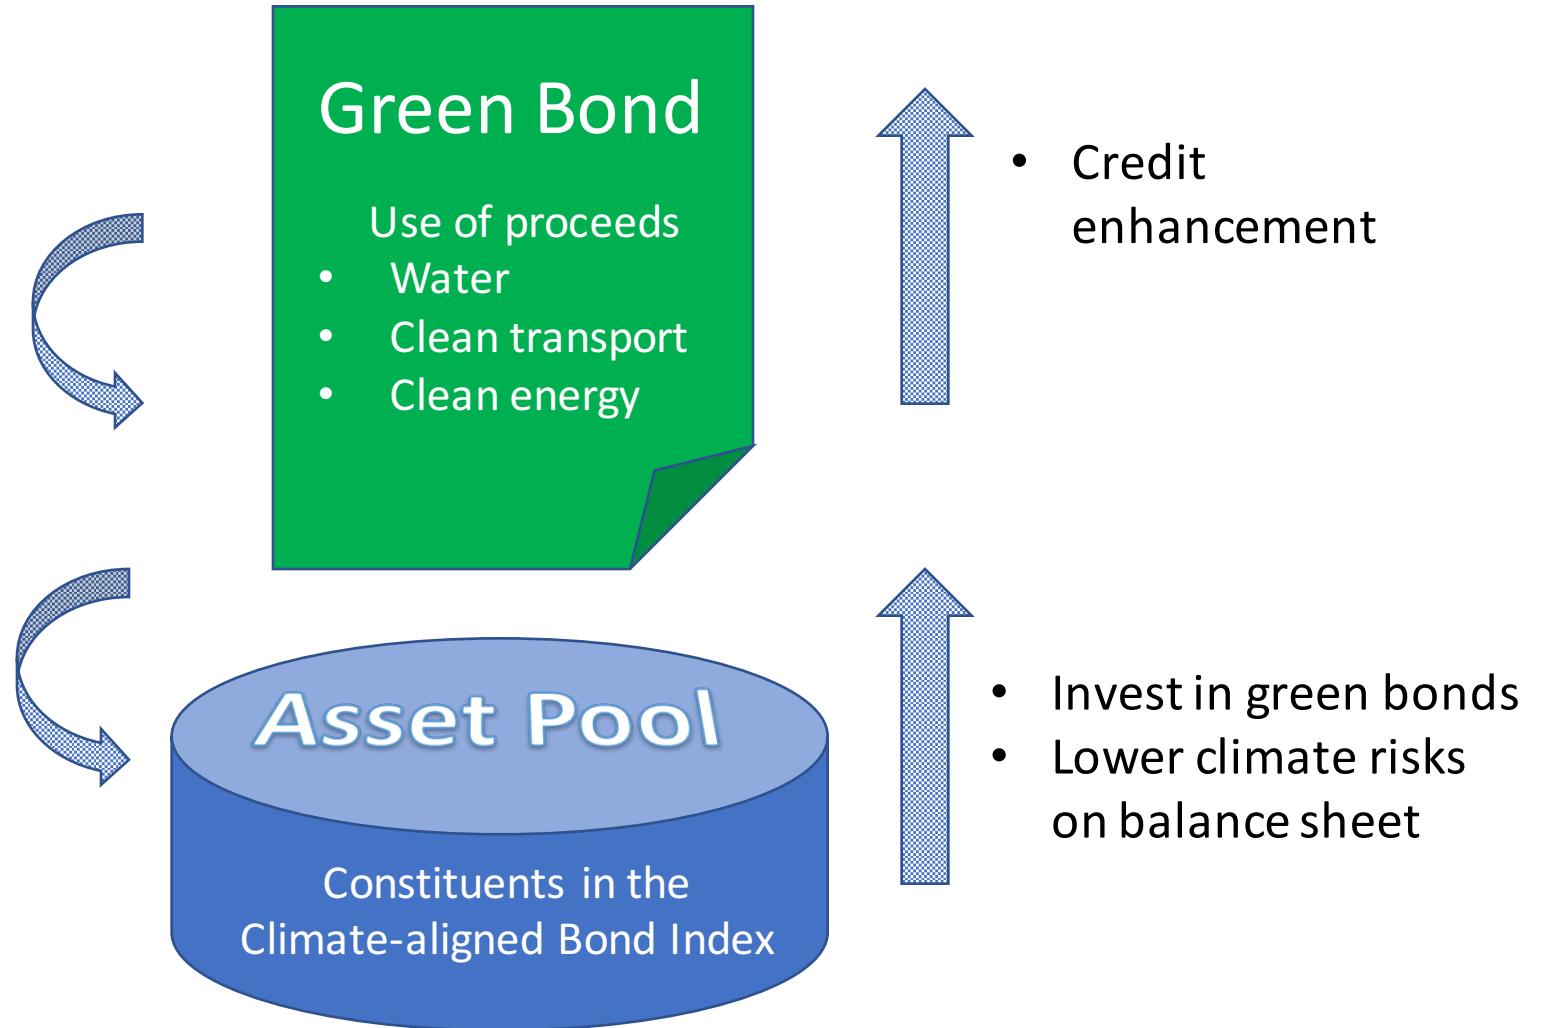 Green Bond
Use of proceeds
• Water
• Clean transport
• Clean energy
• Credit
enhancement
Asset Pool
Constituents in the
Climate-aligned Bond Index
• Invest in green bonds
• Lower climate risks
on balance sheet